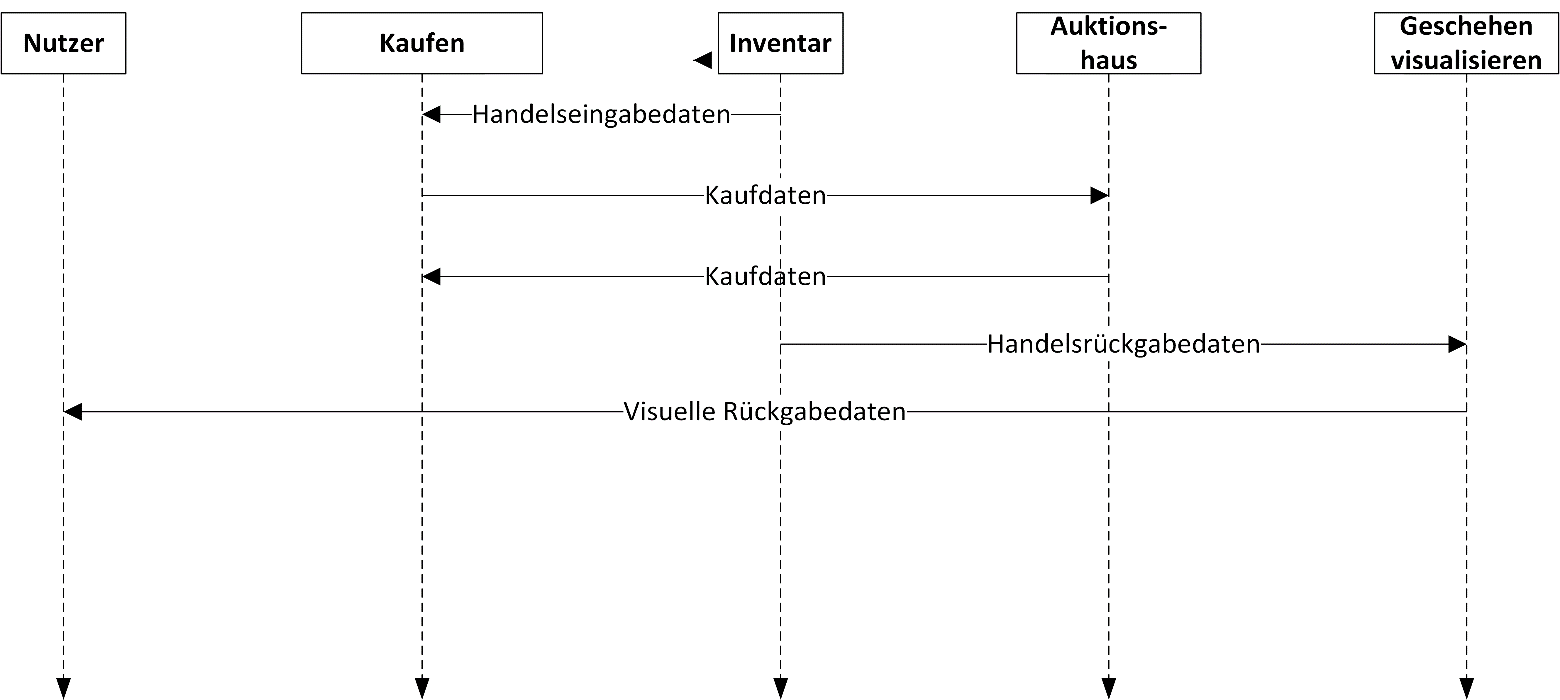 Nutzer
Kaufen
Inventar
Auktions-
haus
Geschehen
visualisieren
Handelseingabedaten
Kaufdaten
Kaufdaten
Handelsrückgabedaten
Visuelle Rückgabedaten